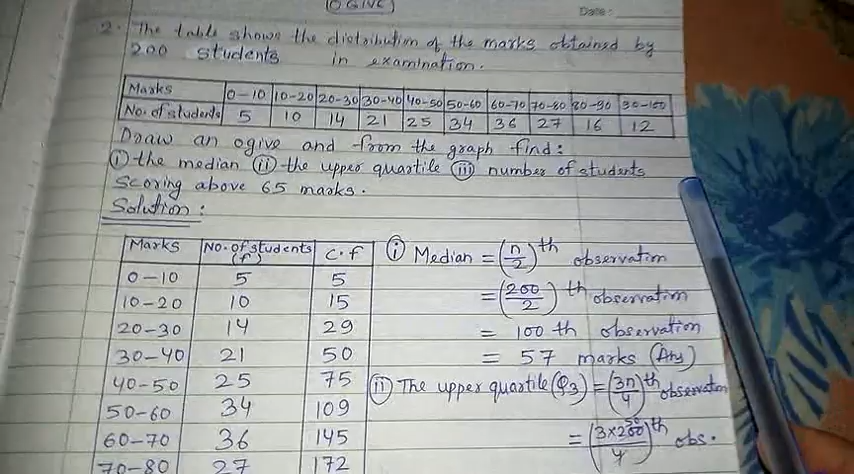 (OGIVE)
Date:
2. The table shows the distribution of the marks obtained by
200 students in examination.
Marks 0-10 10-20 20-30 30-40 40-50 50-60 60-70 70-80 80-90 90-100
No. of students 5 10 14 21 25 34 36 27 16 12
Draw an ogive and from the graph find:
(i) the median (ii) the upper quartile (iii) number of students
scoring above 65 marks.
Solution:
Marks No. of students (f) C.f
0-10 5 5
10-20 10 15
20-30 14 29
30-40 21 50
40-50 25 75
50-60 34 109
60-70 36 145
70-80 27 172
(i) Median = (n/2)th observation
= (200/2)th observation
= 100 th observation
= 57 marks (Ans)
(ii) The upper quartile (Q3) = (3n/4)th observation
= (3×200/4)th obs.